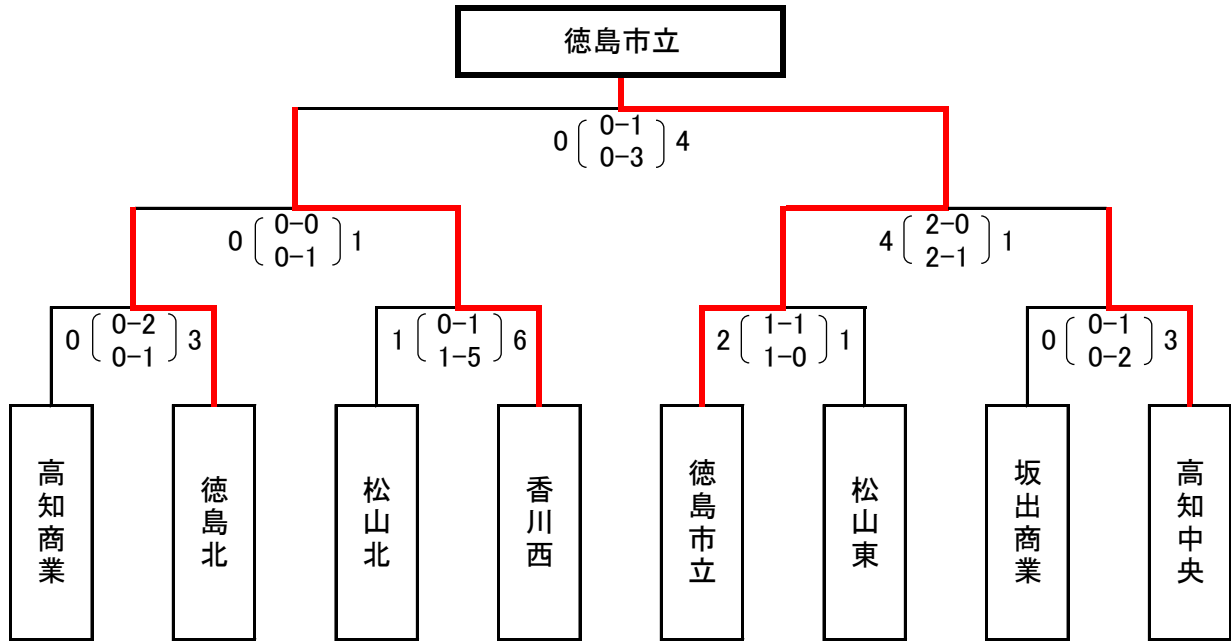 徳島市立
0 ( 0-1 ) 4
0-3
0 ( 0-0 ) 1
0-1
4 ( 2-0 ) 1
2-1
0 ( 0-2 ) 3
0-1
1 ( 0-1 ) 6
1-5
2 ( 1-1 ) 1
1-0
0 ( 0-1 ) 3
0-2
高知商業
徳島北
松山北
香川西
徳島市立
松山東
坂出商業
高知中央